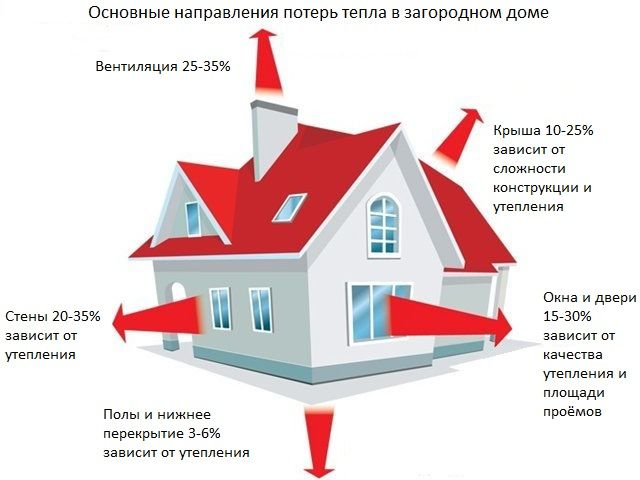 Основные направления потерь тепла в загородном доме
Вентиляция 25-35%
Крыша 10-25%
зависит от
сложности
конструкции и
утепления
Стены 20-35%
зависит от
утепления
Окна и двери
15-30%
зависит от
качества
утепления и
площади
проёмов
Полы и нижнее
перекрытие 3-6%
зависит от утепления